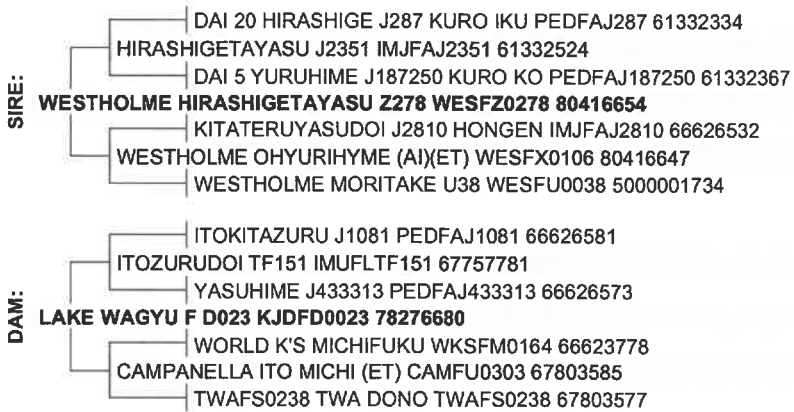 DAI 20 HIRASHIGE J287 KURO IKU PEDFAJ287 61332334
HIRASHIGETAYASU J2351 IMJFAJ2351 61332524
DAI 5 YURUHIME J187250 KURO KO PEDFAJ187250 61332367
SIRE:
WESTHOLME HIRASHIGETAYASU Z278 WESFZ0278 80416654
KITATERUYASUDOI J2810 HONGEN IMJFAJ2810 66626532
WESTHOLME OHYURIHYME (AI)(ET) WESFX0106 80416647
WESTHOLME MORITAKE U38 WESFU0038 5000001734
ITOKITAZURU J1081 PEDFAJ1081 66626581
ITOZURUDOI TF151 IMUFLTF151 67757781
YASUHIME J433313 PEDFAJ433313 66626573
DAM:
LAKE WAGYU F D023 KJDFD0023 78276680
WORLD K'S MICHIFUKU WKSFM0164 66623778
CAMPANELLA ITO MICHI (ET) CAMFU0303 67803585
TWAFS0238 TWA DONO TWAFS0238 67803577